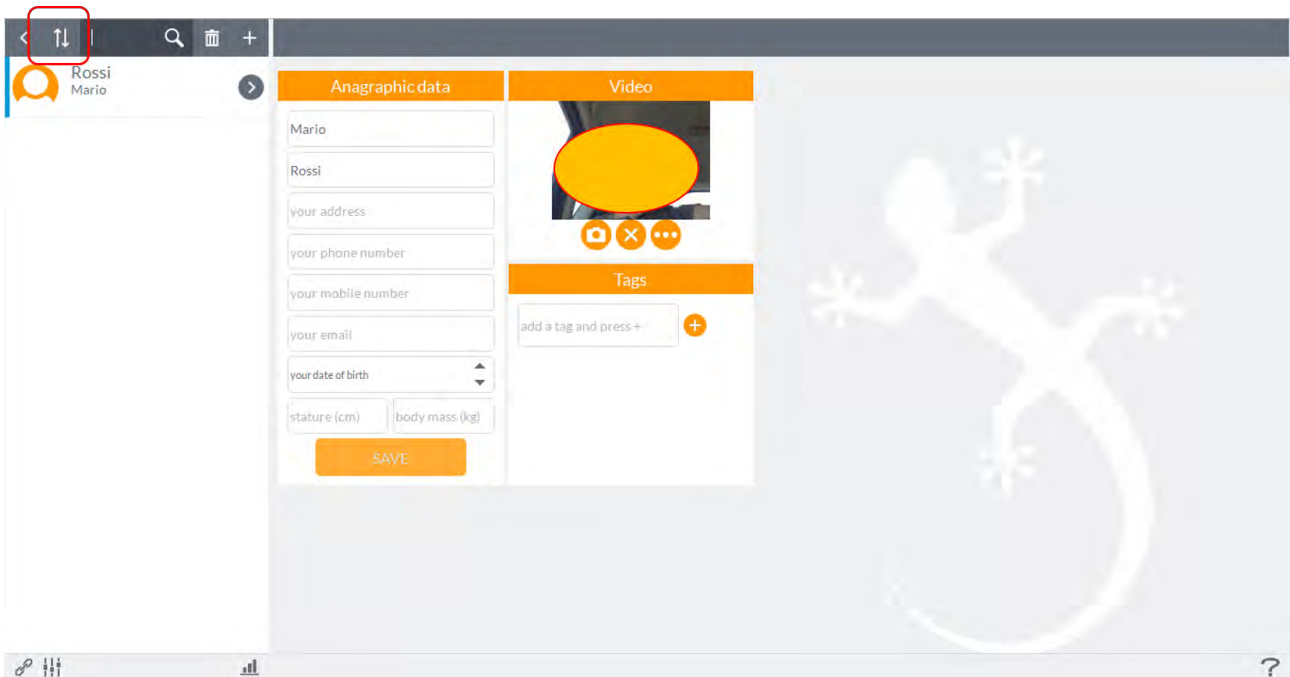 Rossi
Mario
Anagraphic data
Mario
Rossi
your address
your phone number
your mobile number
your email
your date of birth
stature (cm) body mass (kg)
SAVE
Video
Tags
add a tag and press +